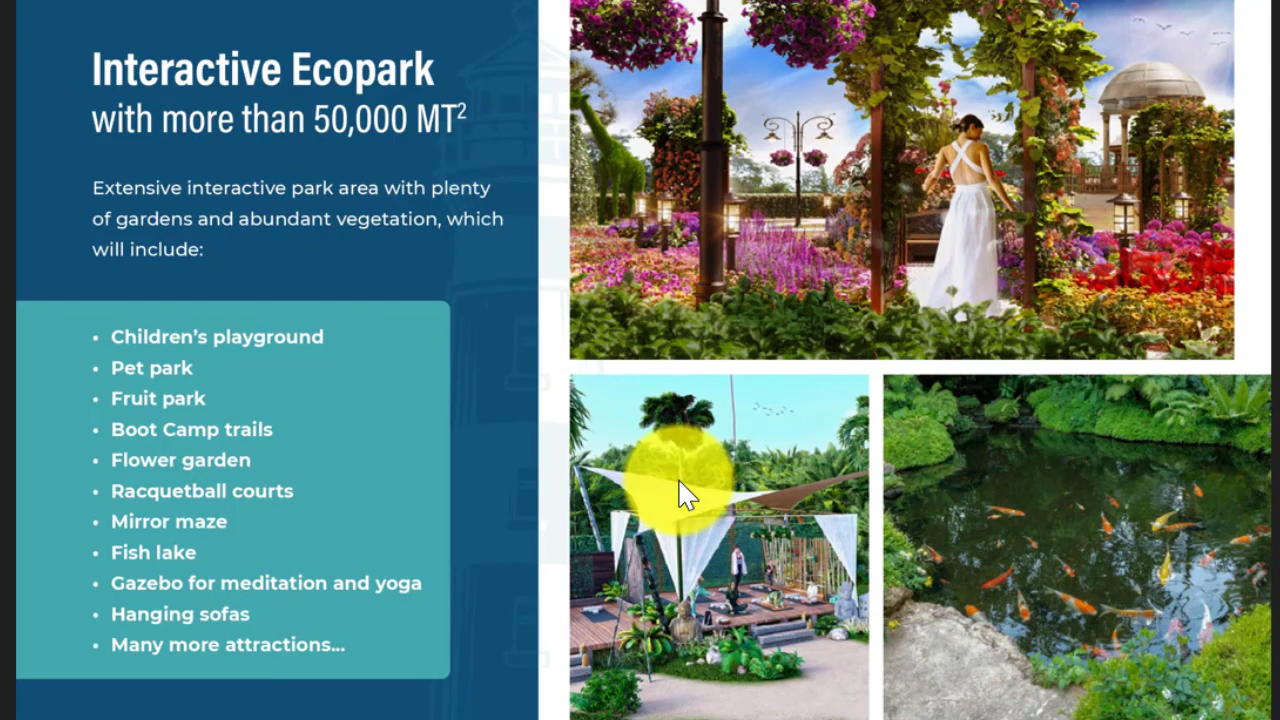 Interactive Ecopark
with more than 50,000 MT²
Extensive interactive park area with plenty
of gardens and abundant vegetation, which
will include:
• Children’s playground
• Pet park
• Fruit park
• Boot Camp trails
• Flower garden
• Racquetball courts
• Mirror maze
• Fish lake
• Gazebo for meditation and yoga
• Hanging sofas
• Many more attractions...